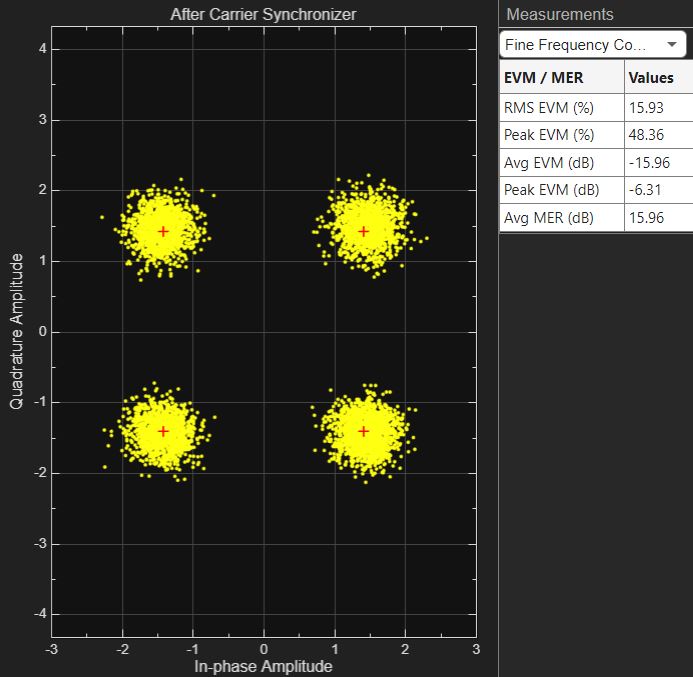 After Carrier Synchronizer
4
3
2
1
0
-1
-2
-3
-4
Quadrature Amplitude
-3 -2 -1 0 1 2 3
In-phase Amplitude
Measurements
Fine Frequency Co...
EVM / MER Values
RMS EVM (%) 15.93
Peak EVM (%) 48.36
Avg EVM (dB) -15.96
Peak EVM (dB) -6.31
Avg MER (dB) 15.96